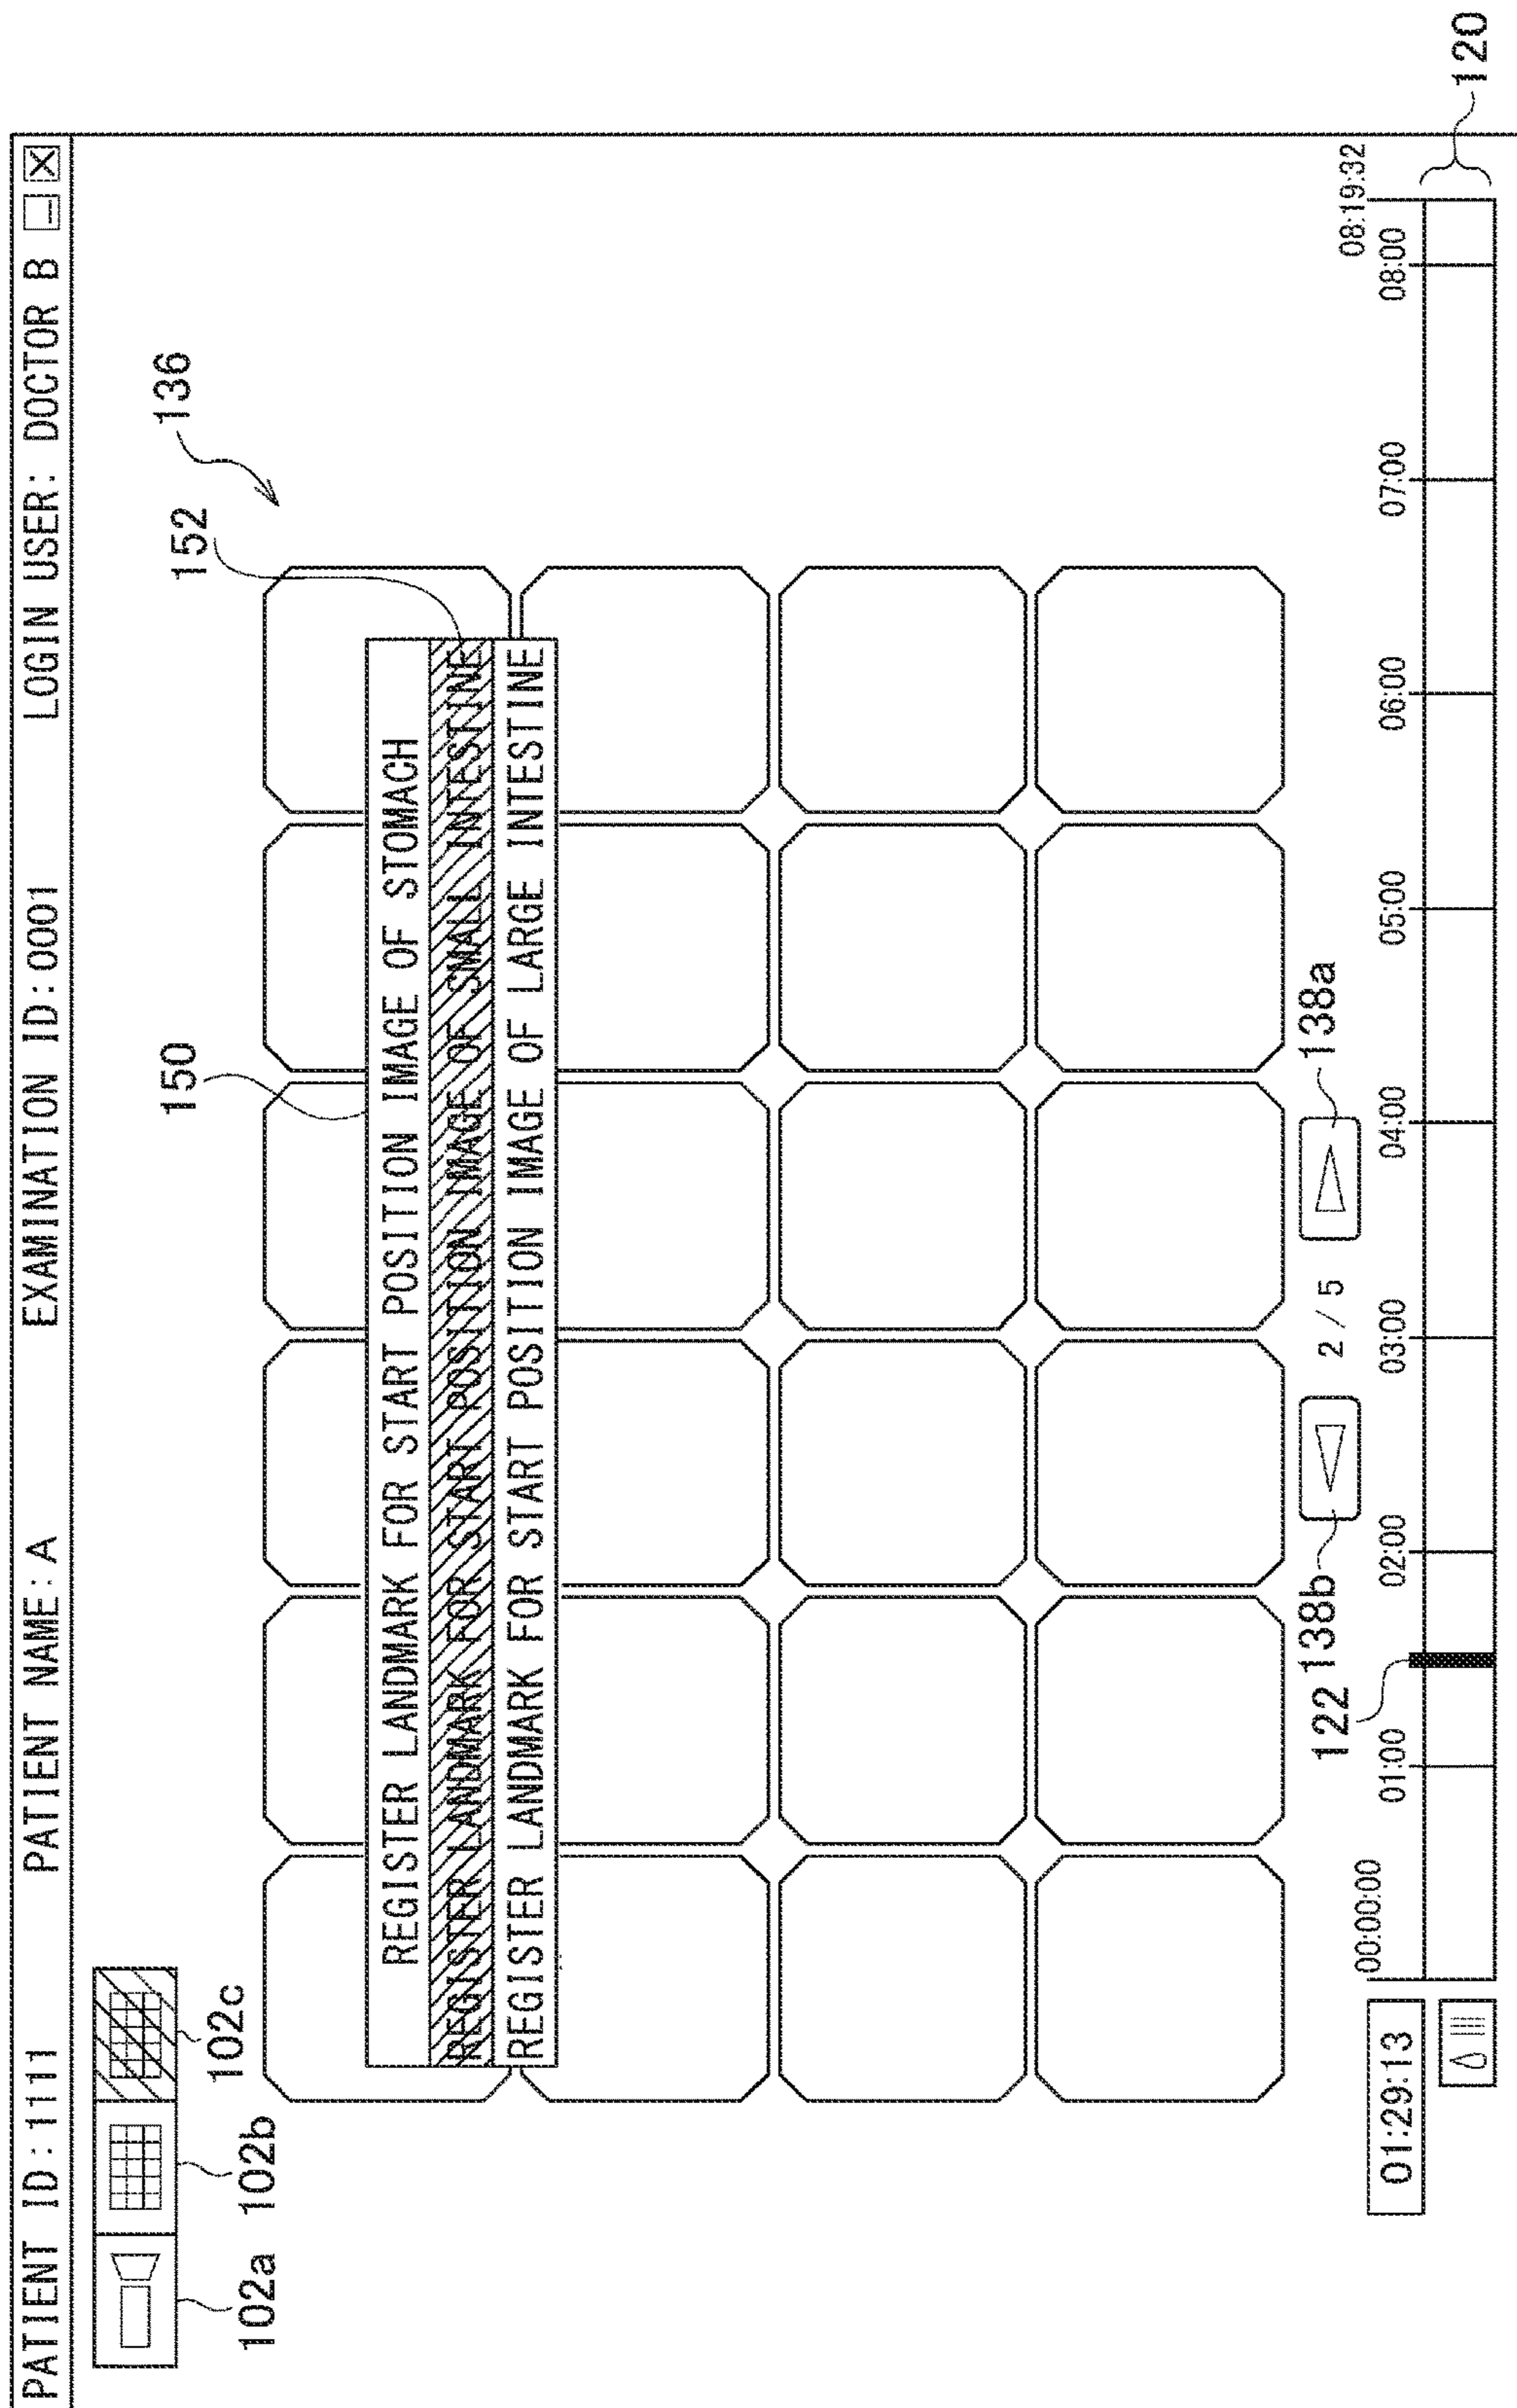 PATIENT ID:1111 PATIENT NAME:A EXAMINATION ID:0001 LOGIN USER: DOCTOR B
102a 102b 102c
150
152
136
REGISTER LANDMARK FOR START POSITION IMAGE OF STOMACH
REGISTER LANDMARK FOR START POSITION IMAGE OF SMALL INTESTINE
REGISTER LANDMARK FOR START POSITION IMAGE OF LARGE INTESTINE
122 138b 2 / 5 138a
01:29:13
00:00:00 01:00 02:00 03:00 04:00 05:00 06:00 07:00 08:00 08:19:32
120